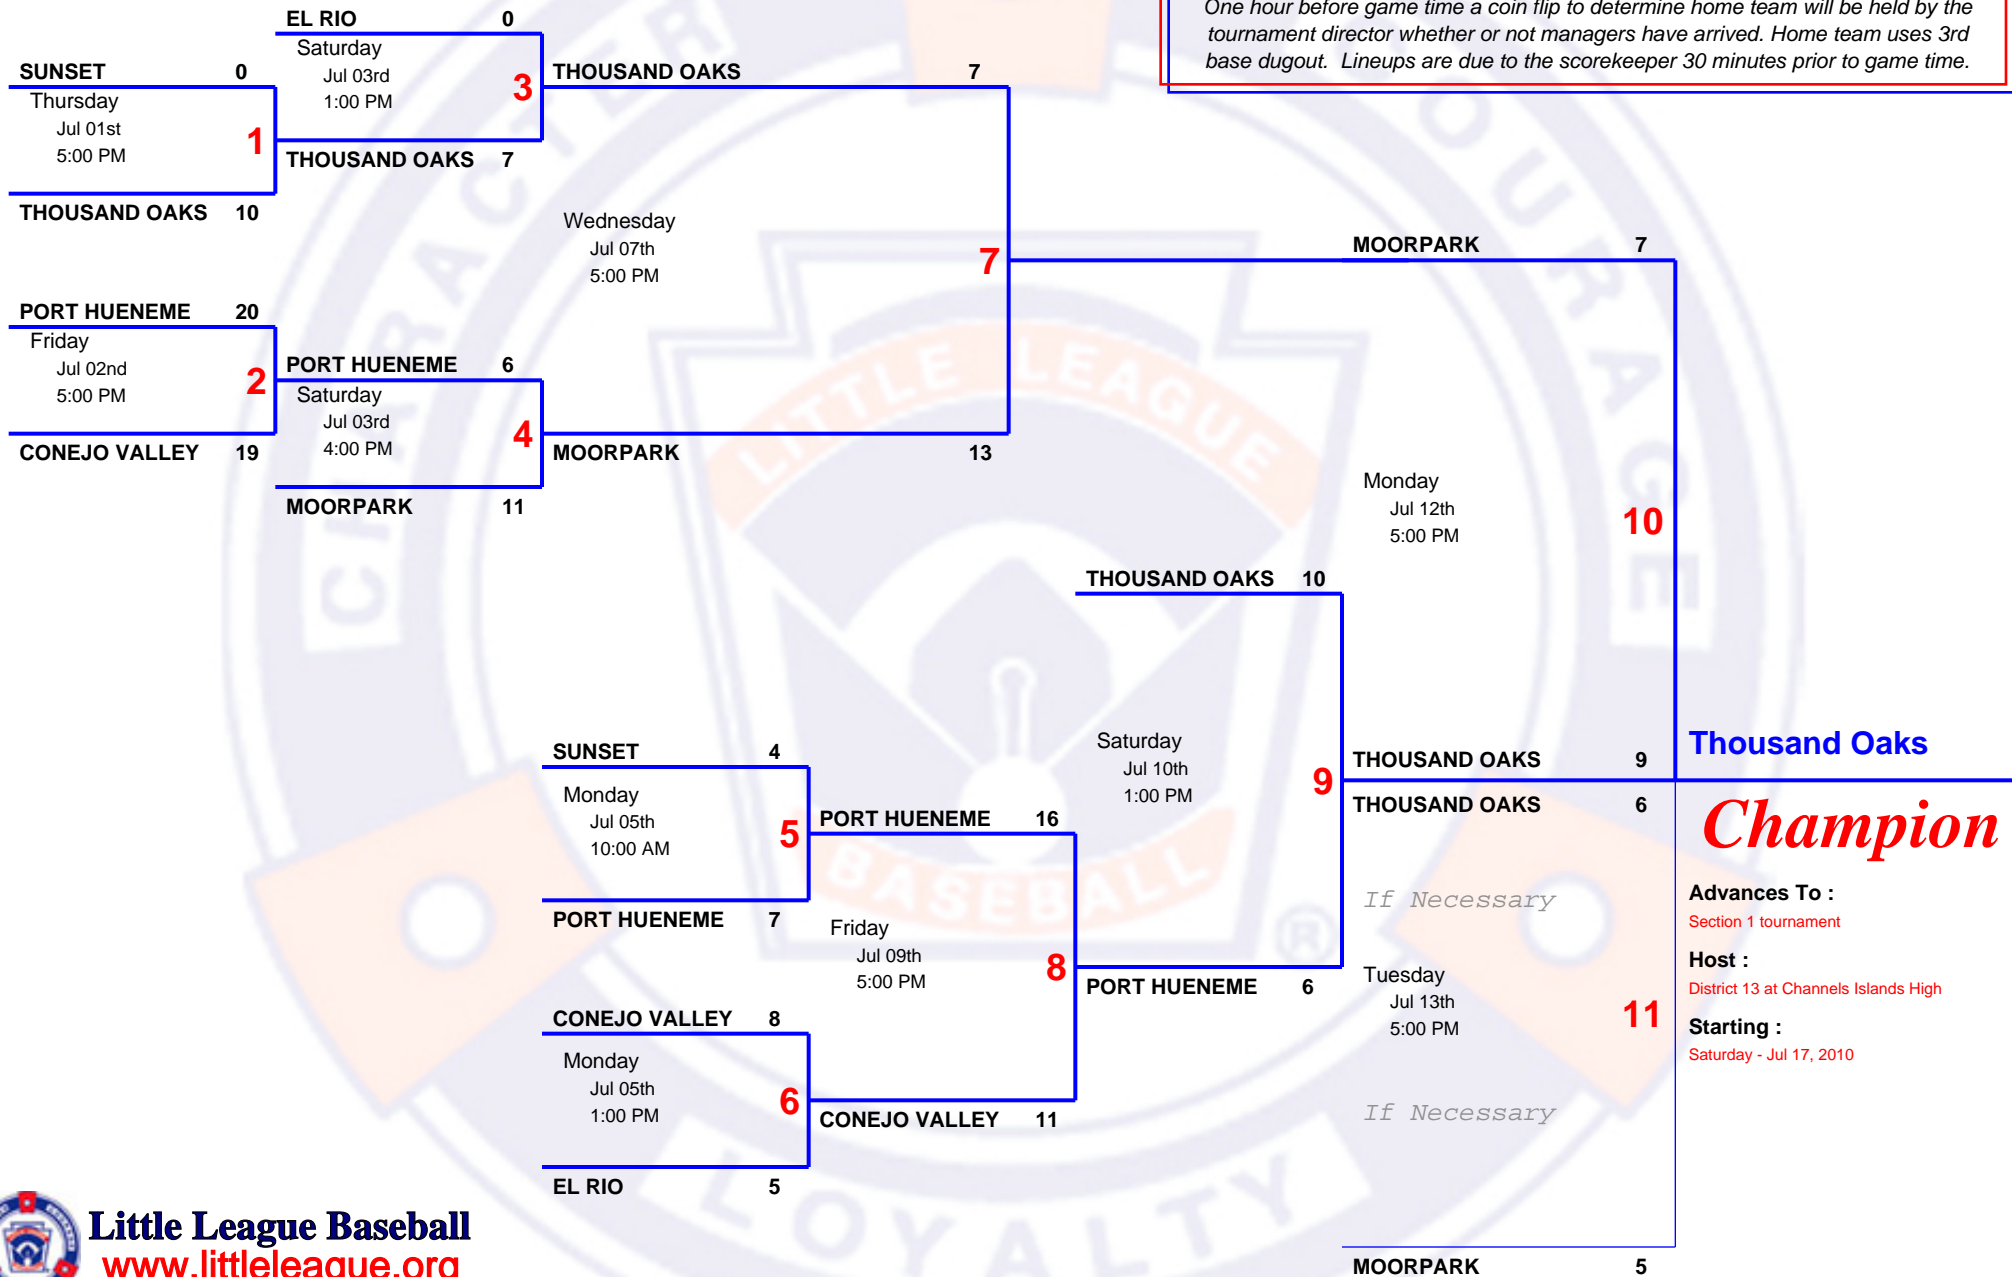 One hour before game time a coin flip to determine home team will be held by the
tournament director whether or not managers have arrived. Home team uses 3rd
base dugout. Lineups are due to the scorekeeper 30 minutes prior to game time.
EL RIO 0
Saturday
Jul 03rd
1:00 PM
3
THOUSAND OAKS 7
SUNSET 0
Thursday
Jul 01st
5:00 PM
1
THOUSAND OAKS 10
THOUSAND OAKS 7
Wednesday
Jul 07th
5:00 PM
7
MOORPARK 13
PORT HUENEME 20
Friday
Jul 02nd
5:00 PM
2
CONEJO VALLEY 19
PORT HUENEME 6
Saturday
Jul 03rd
4:00 PM
4
MOORPARK 11
MOORPARK 7
Monday
Jul 12th
5:00 PM
10
THOUSAND OAKS 9
THOUSAND OAKS 10
Saturday
Jul 10th
1:00 PM
9
PORT HUENEME 6
SUNSET 4
Monday
Jul 05th
10:00 AM
5
PORT HUENEME 7
PORT HUENEME 16
Friday
Jul 09th
5:00 PM
8
CONEJO VALLEY 11
CONEJO VALLEY 8
Monday
Jul 05th
1:00 PM
6
EL RIO 5
THOUSAND OAKS 6
If Necessary
Tuesday
Jul 13th
5:00 PM
11
If Necessary
MOORPARK 5
Thousand Oaks
Champion
Advances To :
Section 1 tournament
Host :
District 13 at Channels Islands High
Starting :
Saturday - Jul 17, 2010
Little League Baseball
www.littleleague.org
CHARACTER
COURAGE
LOYALTY
LITTLE LEAGUE
BASEBALL
®